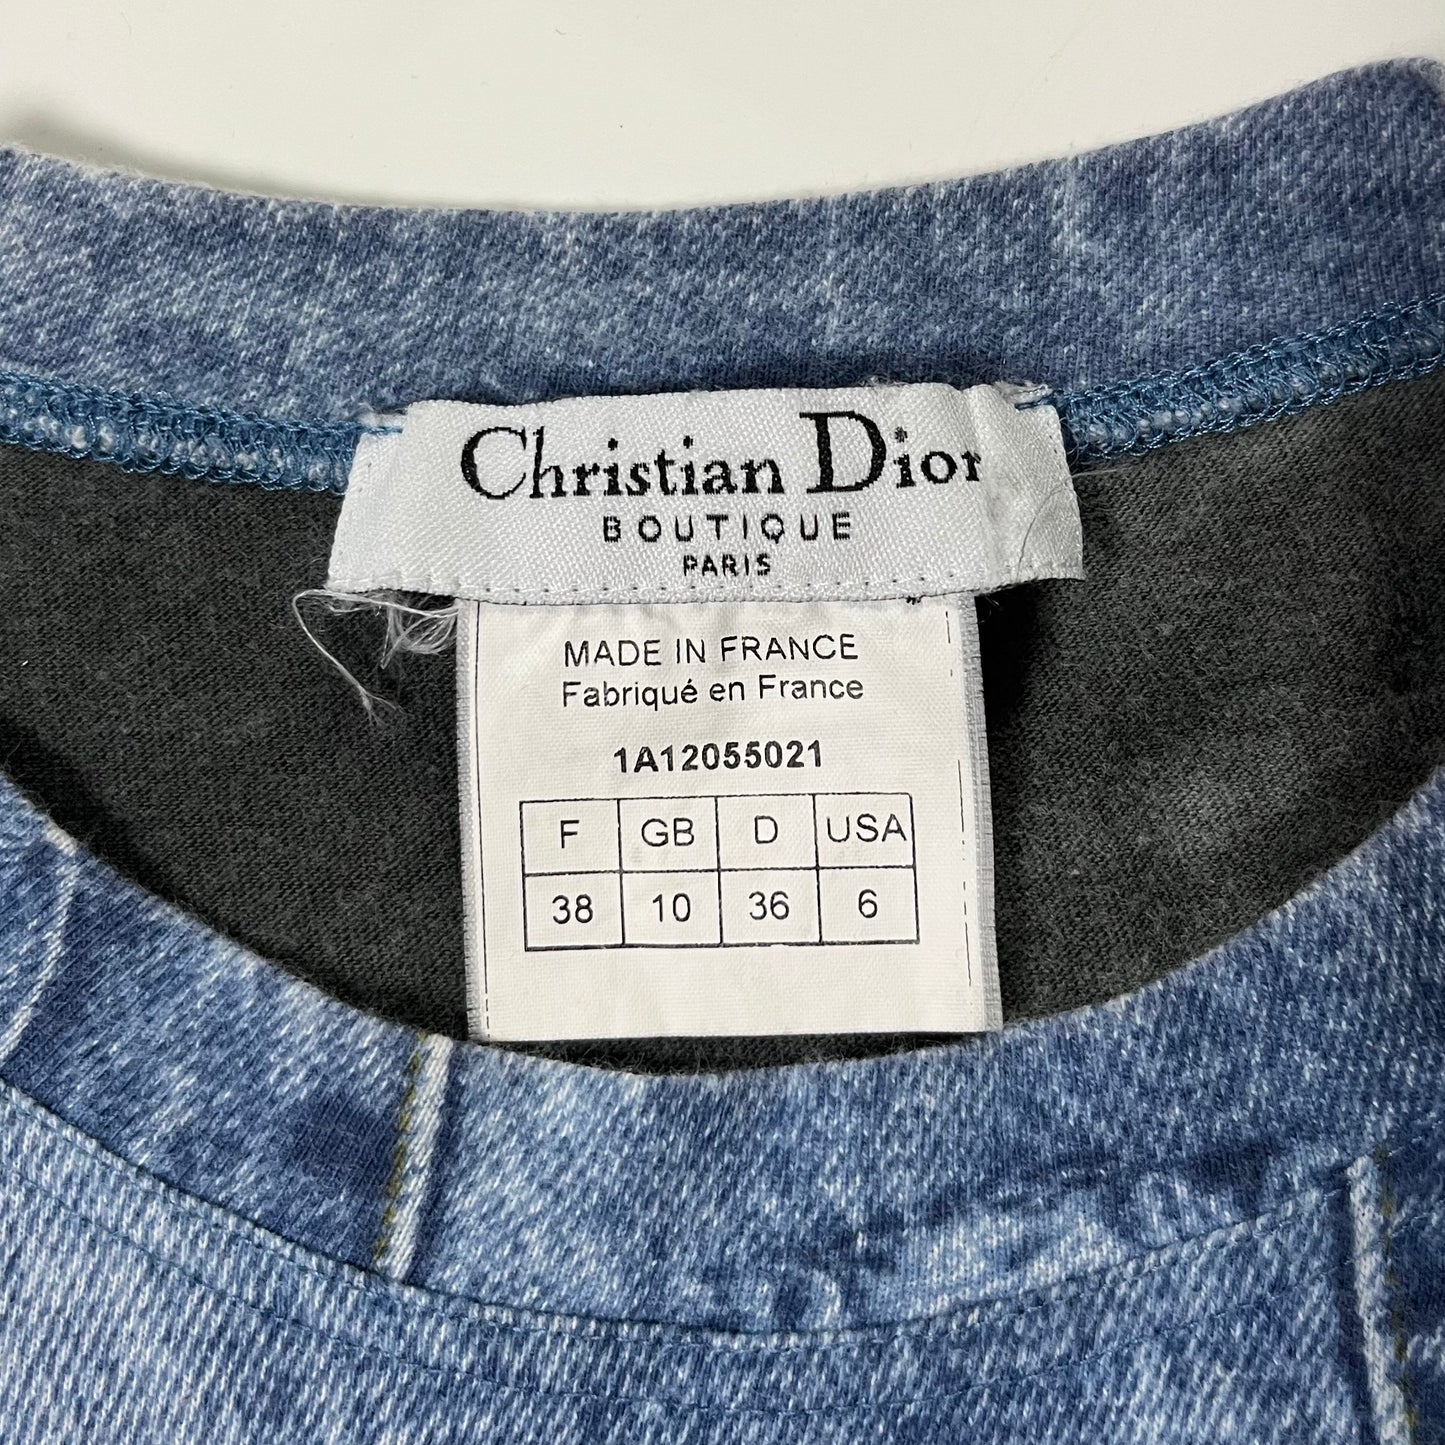 Christian Dior
BOUTIQUE
PARIS
MADE IN FRANCE
Fabriqué en France
1A12055021
F GB D USA
38 10 36 6